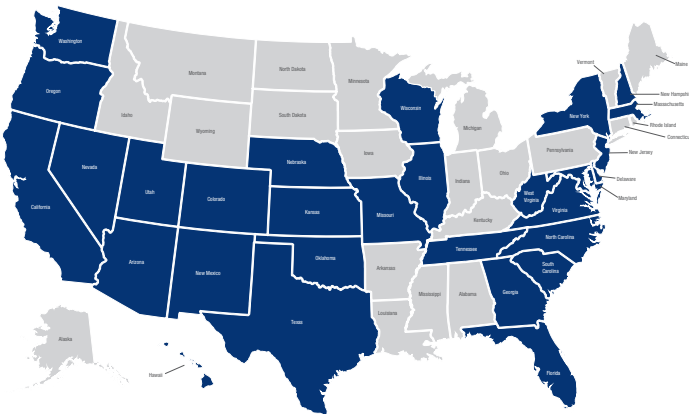 Washington
Oregon
California
Nevada
Idaho
Montana
Wyoming
Utah
Colorado
Arizona
New Mexico
North Dakota
South Dakota
Nebraska
Kansas
Oklahoma
Texas
Minnesota
Iowa
Missouri
Arkansas
Louisiana
Wisconsin
Illinois
Michigan
Indiana
Ohio
Kentucky
Tennessee
Mississippi
Alabama
Georgia
Florida
South
Carolina
North Carolina
Virginia
West
Virginia
Pennsylvania
New York
Vermont
Maine
New Hampshi
Massachusetts
Rhode Island
Connecticu
New Jersey
Delaware
Maryland
Alaska
Hawaii